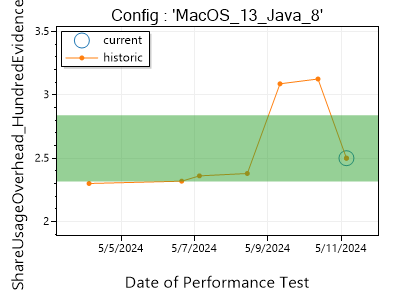 Config : 'MacOS_13_Java_8'
current
historic
ShareUsageOverhead_HundredEvidence
3.5
3
2.5
2
5/5/2024
5/7/2024
5/9/2024
5/11/2024
Date of Performance Test